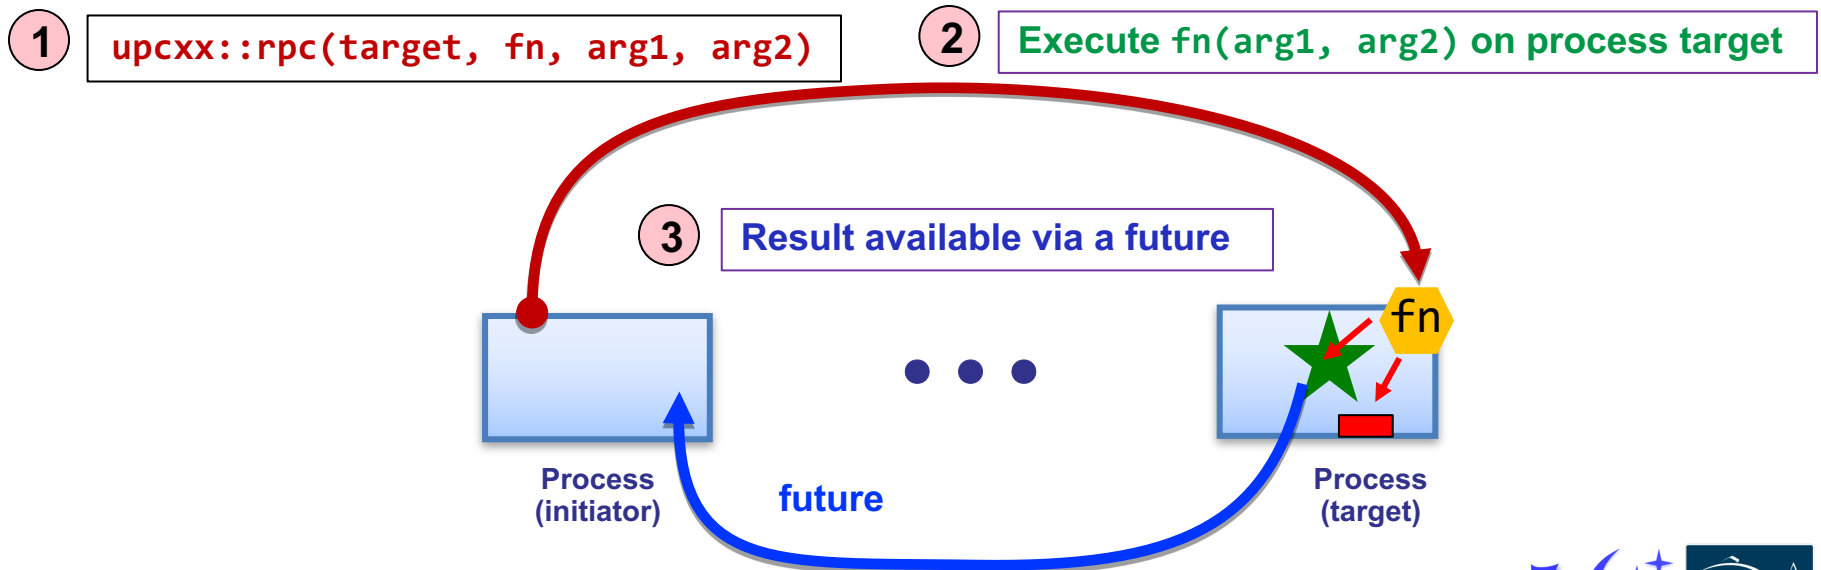 1
upcxx::rpc(target, fn, arg1, arg2)
2
Execute fn(arg1, arg2) on process target
3
Result available via a future
fn
Process
(initiator)
future
Process
(target)